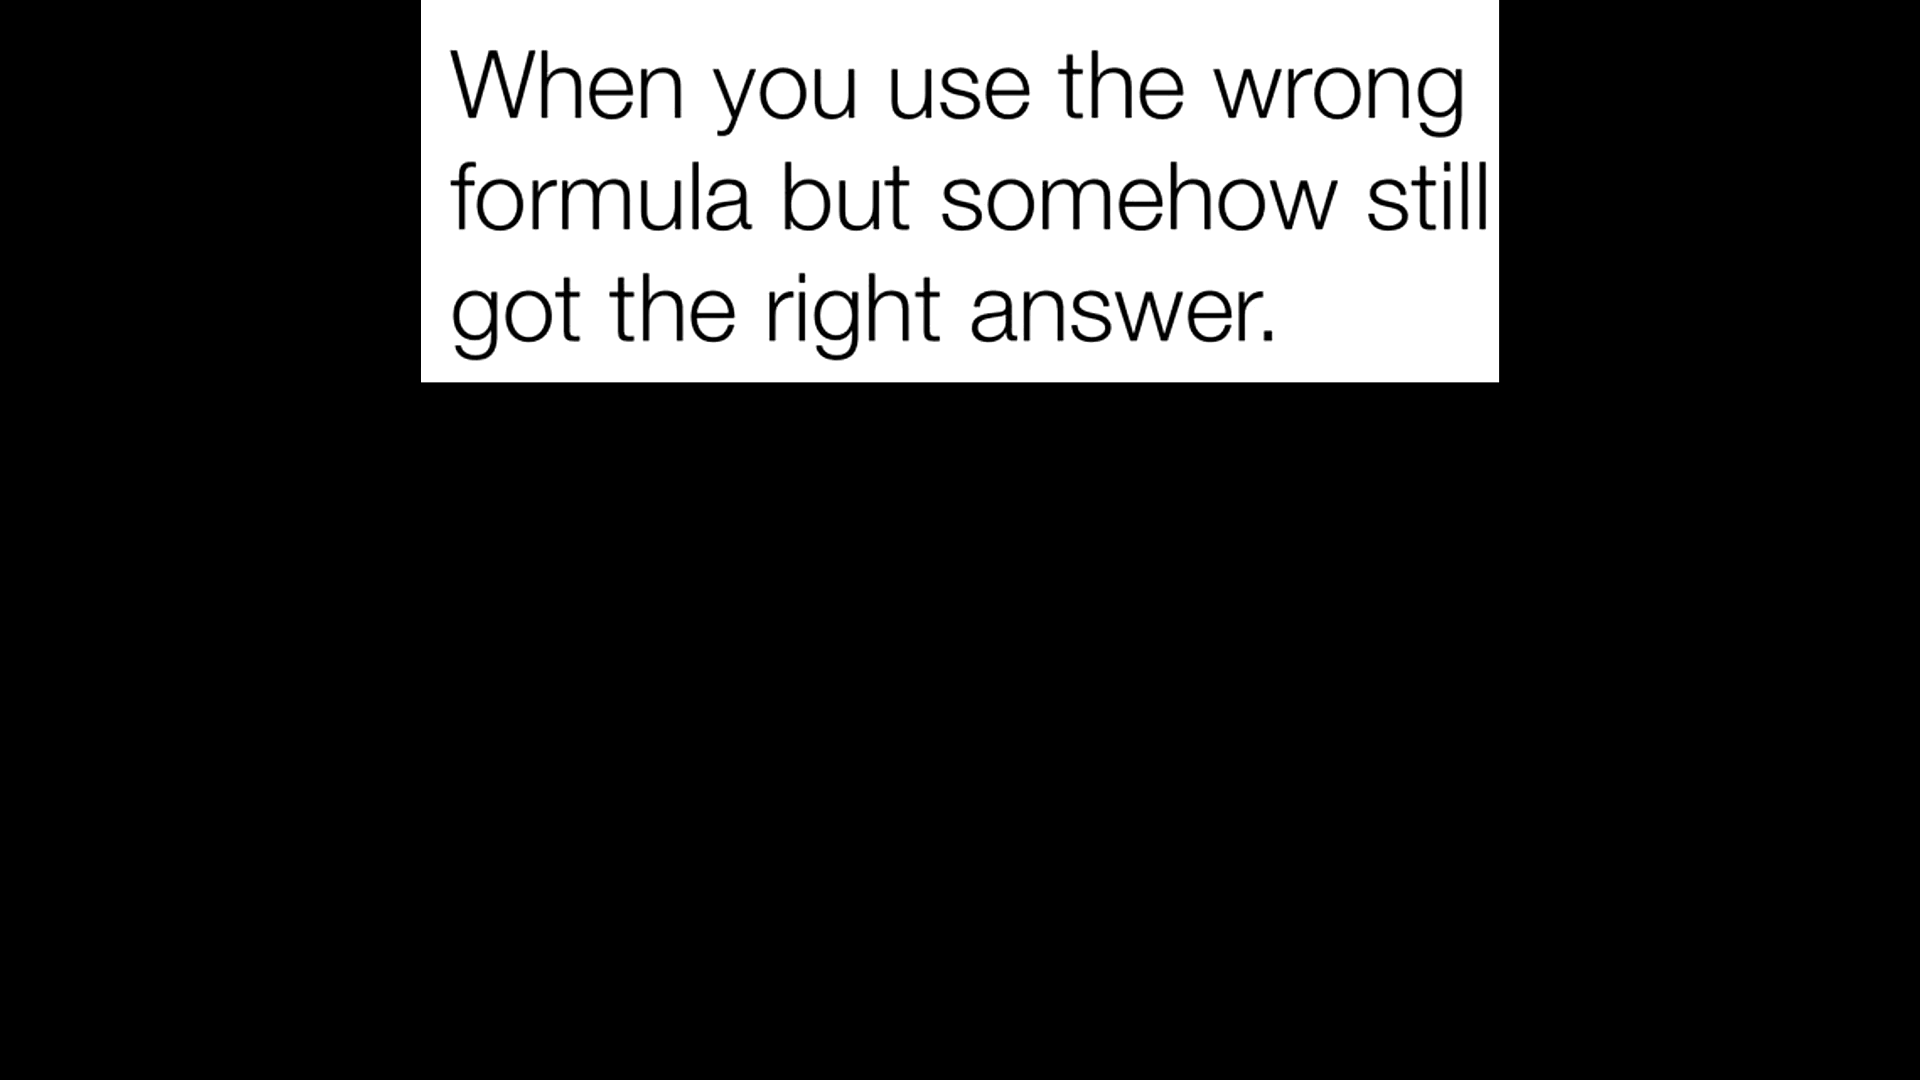 When you use the wrong
formula but somehow still
got the right answer.